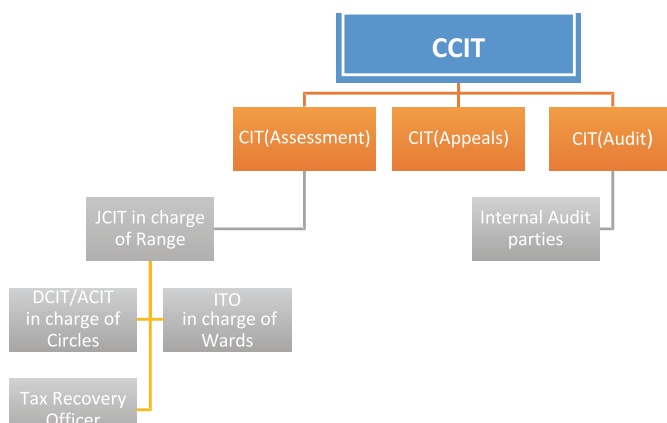 CCIT
CIT(Assessment)
CIT(Appeals)
CIT(Audit)
JCIT in charge
of Range
Internal Audit
parties
DCIT/ACIT
in charge of
Circles
ITO
in charge of
Wards
Tax Recovery
Officer